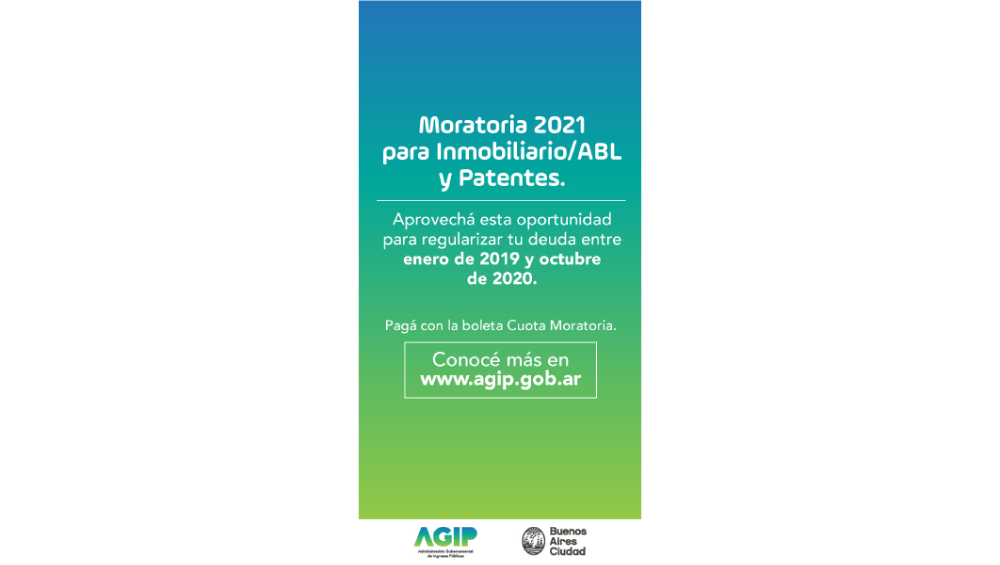 Moratoria 2021
para Inmobiliario/ABL
y Patentes.
Aprovechá esta oportunidad
para regularizar tu deuda entre
enero de 2019 y octubre
de 2020.
Pagá con la boleta Cuota Moratoria.
Conocé más en
www.agip.gob.ar
AGIP
Administración Gubernamental
de Ingresos Públicos
Buenos
Aires
Ciudad